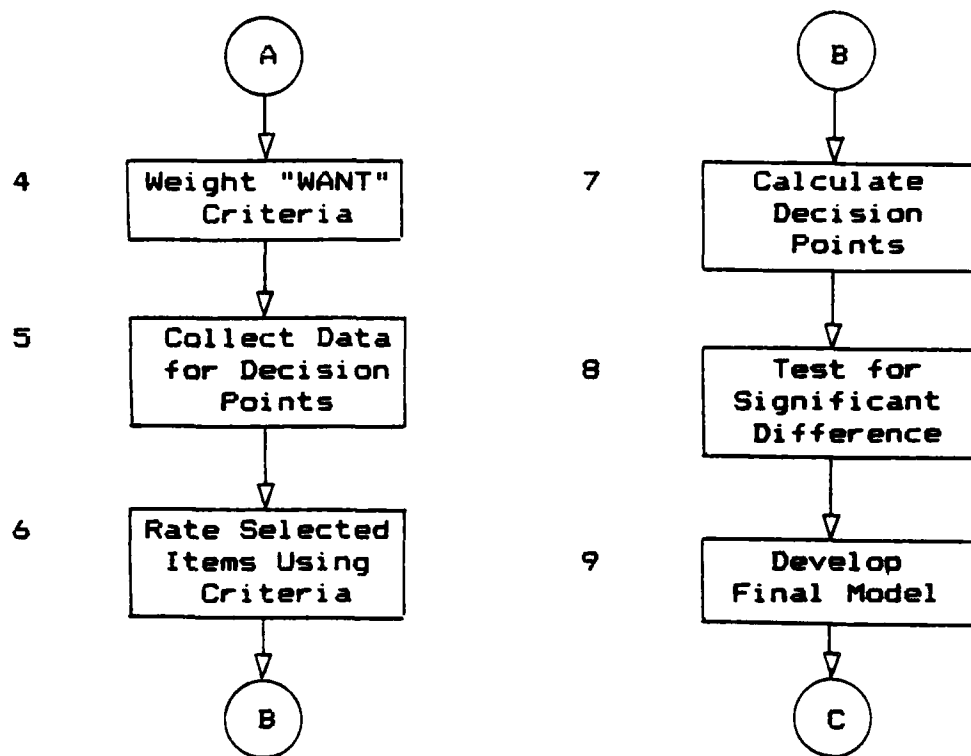 A
4
Weight "WANT"
Criteria
5
Collect Data
for Decision
Points
6
Rate Selected
Items Using
Criteria
B
B
7
Calculate
Decision
Points
8
Test for
Significant
Difference
9
Develop
Final Model
C